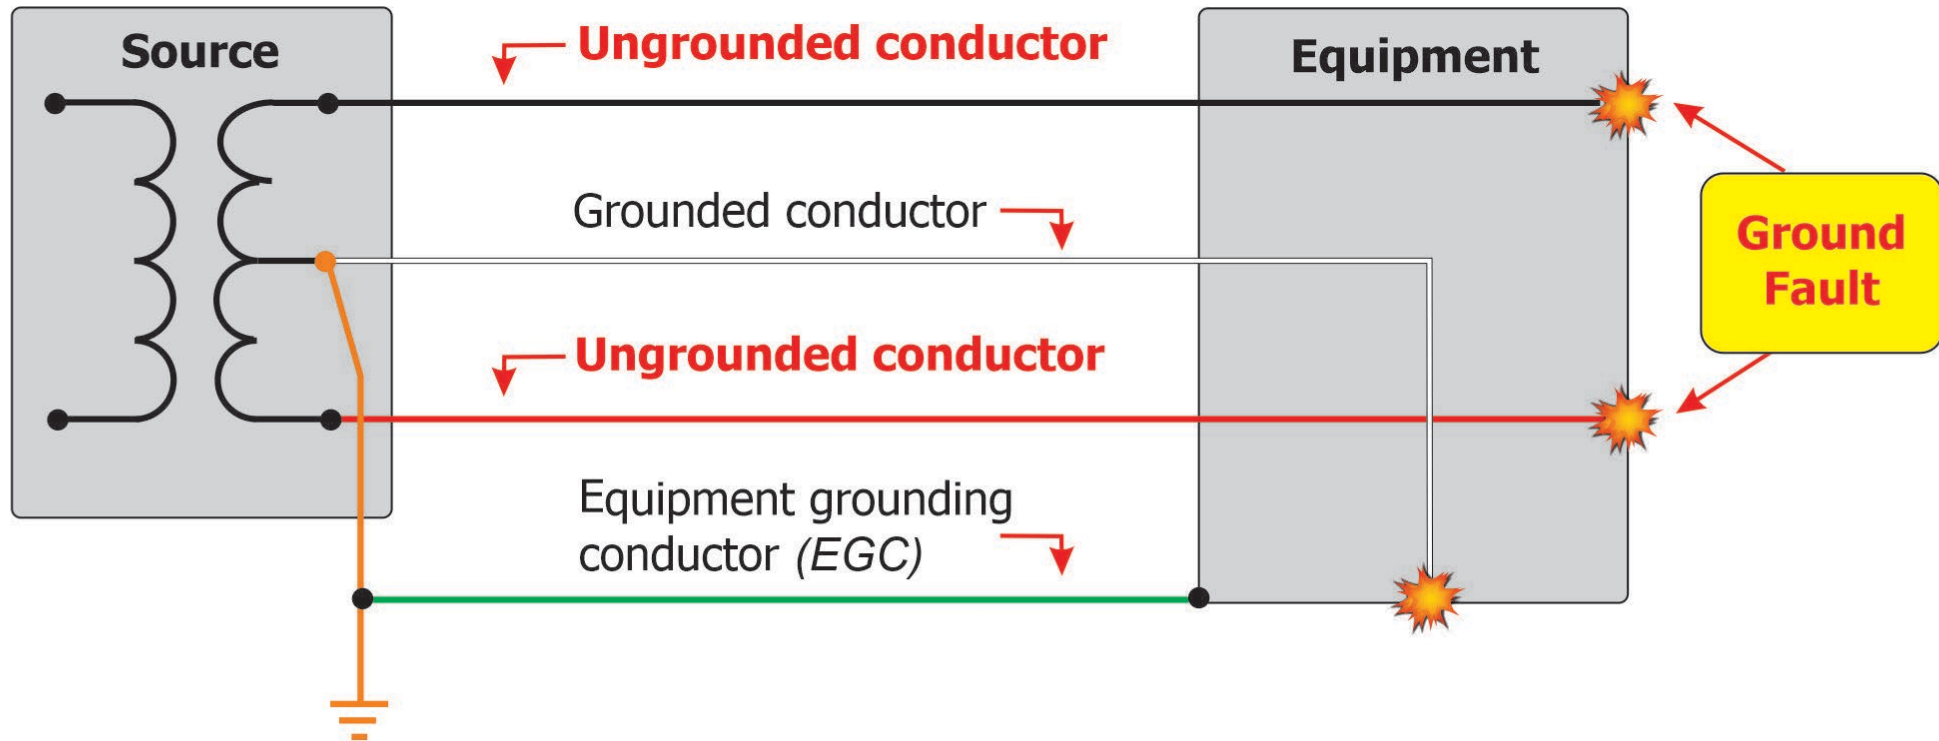 Source
Ungrounded conductor
Equipment
Grounded conductor
Ground
Fault
Ungrounded conductor
Equipment grounding
conductor (EGC)